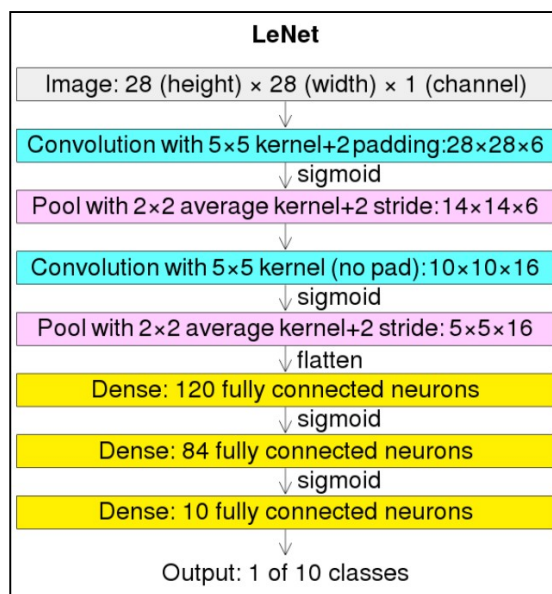 LeNet
Image: 28 (height) × 28 (width) × 1 (channel)
Convolution with 5×5 kernel+2 padding:28×28×6
sigmoid
Pool with 2×2 average kernel+2 stride:14×14×6
Convolution with 5×5 kernel (no pad):10×10×16
sigmoid
Pool with 2×2 average kernel+2 stride: 5×5×16
flatten
Dense: 120 fully connected neurons
sigmoid
Dense: 84 fully connected neurons
sigmoid
Dense: 10 fully connected neurons
Output: 1 of 10 classes